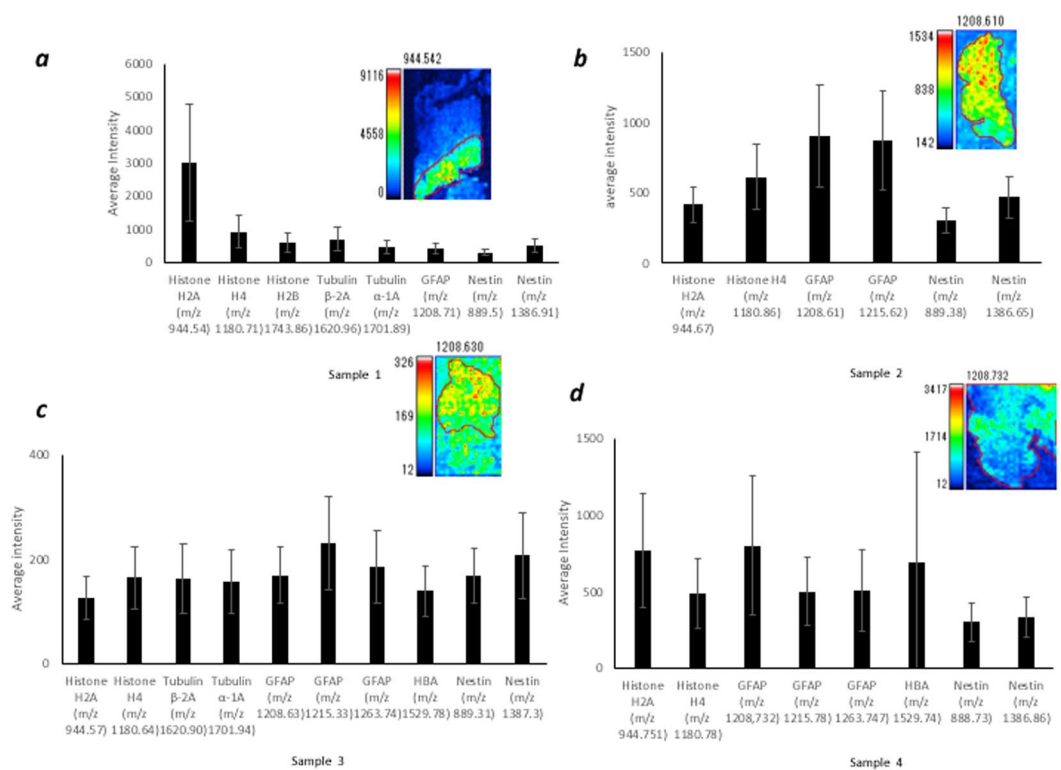 a
944.542
9116
4558
0
6000
5000
4000
3000
2000
1000
0
Average Intensity
Histone Histone Histone Tubulin Tubulin GFAP Nestin Nestin
H2A H4 H2B β-2A α-1A (m/z (m/z (m/z
(m/z (m/z (m/z (m/z (m/z 1208.71) 889.5) 1386.91)
944.54) 1180.71) 1743.86) 1620.96) 1701.89)
Sample 1
b
1208.610
1534
838
142
1500
1000
500
0
average Intensity
Histone Histone H4 GFAP GFAP Nestin Nestin
H2A (m/z (m/z (m/z (m/z (m/z
(m/z 1180.86) 1208.61) 1215.62) 889.38) 1386.65)
944.67)
Sample 2
c
1208.630
326
169
12
400
200
0
Average Intensity
Histone Histone Tubulin Tubulin GFAP GFAP GFAP HBA Nestin Nestin
H2A H4 β-2A α-1A (m/z (m/z (m/z (m/z (m/z (m/z
(m/z (m/z (m/z (m/z 1208.63) 1215.33) 1263.74) 1529.78) 889.31) 1387.3)
944.57) 1180.64) 1620.90) 1701.94)
Sample 3
d
1208.732
3417
1714
12
1500
1000
500
0
Average Intensity
Histone Histone GFAP GFAP GFAP HBA Nestin Nestin
H2A H4 (m/z (m/z (m/z (m/z (m/z (m/z
(m/z (m/z 1208,732) 1215.78) 1263.747) 1529.74) 888.73) 1386.86)
944.751) 1180.78)
Sample 4